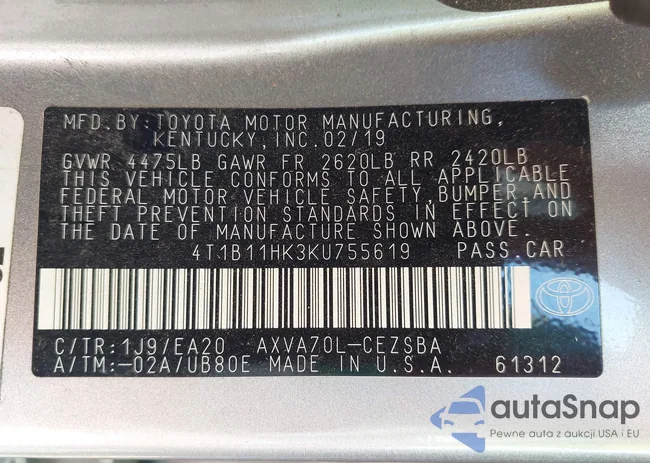 MFD.BY:TOYOTA MOTOR MANUFACTURING,
KENTUCKY,INC.02/19
GVWR 4475LB GAWR FR 2620LB RR 2420LB
THIS VEHICLE CONFORMS TO ALL APPLICABLE
FEDERAL MOTOR VEHICLE SAFETY,BUMPER,AND
THEFT PREVENTION STANDARDS IN EFFECT ON
THE DATE OF MANUFACTURE SHOWN ABOVE.
4T1B11HK3KU755619 PASS.CAR
C/TR:1J9/EA20 AXVA70L-CEZSBA
A/TM:-02A/UB80E MADE IN U.S.A. 61312
autaSnap
Pewne auta z aukcji USA i EU